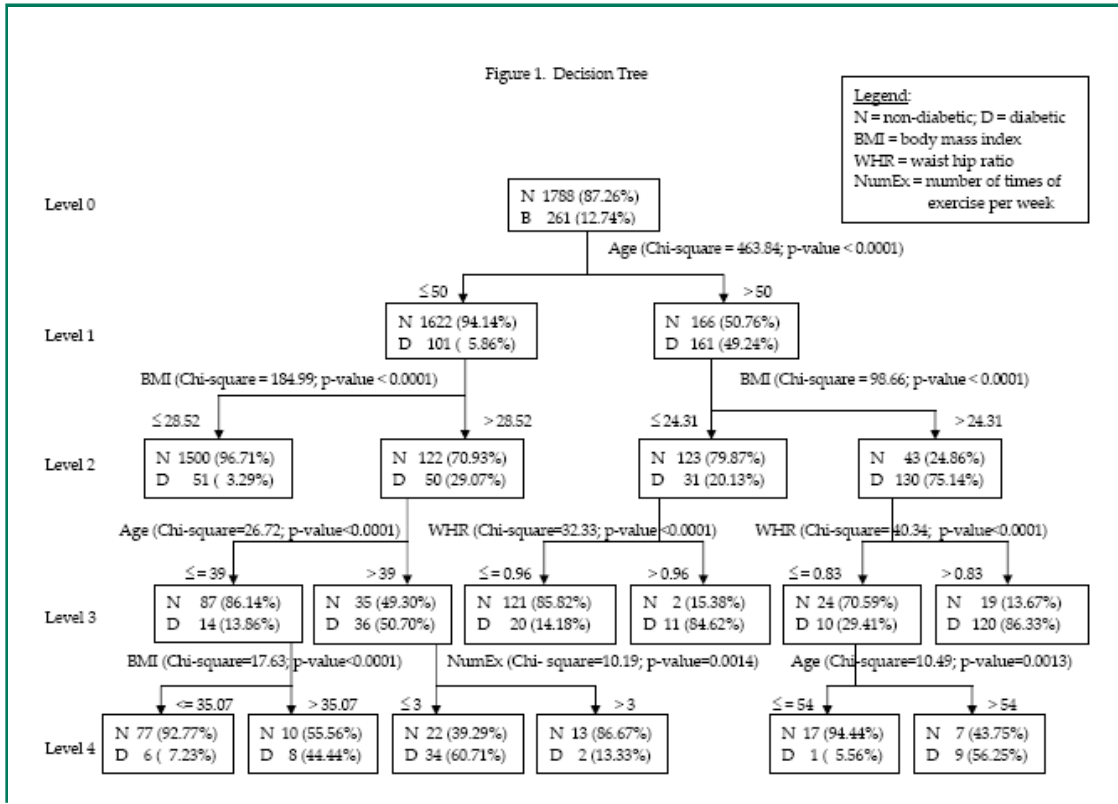 Figure 1. Decision Tree
Legend:
N = non-diabetic; D = diabetic
BMI = body mass index
WHR = waist hip ratio
NumEx = number of times of
exercise per week
Level 0
N 1788 (87.26%)
B 261 (12.74%)
Age (Chi-square = 463.84; p-value < 0.0001)
≤ 50
> 50
Level 1
N 1622 (94.14%)
D 101 ( 5.86%)
N 166 (50.76%)
D 161 (49.24%)
BMI (Chi-square = 184.99; p-value < 0.0001)
BMI (Chi-square = 98.66; p-value < 0.0001)
≤ 28.52
> 28.52
≤ 24.31
> 24.31
Level 2
N 1500 (96.71%)
D 51 ( 3.29%)
N 122 (70.93%)
D 50 (29.07%)
N 123 (79.87%)
D 31 (20.13%)
N 43 (24.86%)
D 130 (75.14%)
Age (Chi-square=26.72; p-value<0.0001)
WHR (Chi-square=32.33; p-value<0.0001)
WHR (Chi-square= 40.34; p-value<0.0001)
≤ = 39
> 39
≤ = 0.96
> 0.96
≤ = 0.83
> 0.83
Level 3
N 87 (86.14%)
D 14 (13.86%)
N 35 (49.30%)
D 36 (50.70%)
N 121 (85.82%)
D 20 (14.18%)
N 2 (15.38%)
D 11 (84.62%)
N 24 (70.59%)
D 10 (29.41%)
N 19 (13.67%)
D 120 (86.33%)
BMI (Chi-square=17.63; p-value<0.0001)
NumEx (Chi- square=10.19; p-value=0.0014)
Age (Chi-square=10.49; p-value=0.0013)
<= 35.07
> 35.07
≤ 3
> 3
≤ = 54
> 54
Level 4
N 77 (92.77%)
D 6 ( 7.23%)
N 10 (55.56%)
D 8 (44.44%)
N 22 (39.29%)
D 34 (60.71%)
N 13 (86.67%)
D 2 (13.33%)
N 17 (94.44%)
D 1 ( 5.56%)
N 7 (43.75%)
D 9 (56.25%)